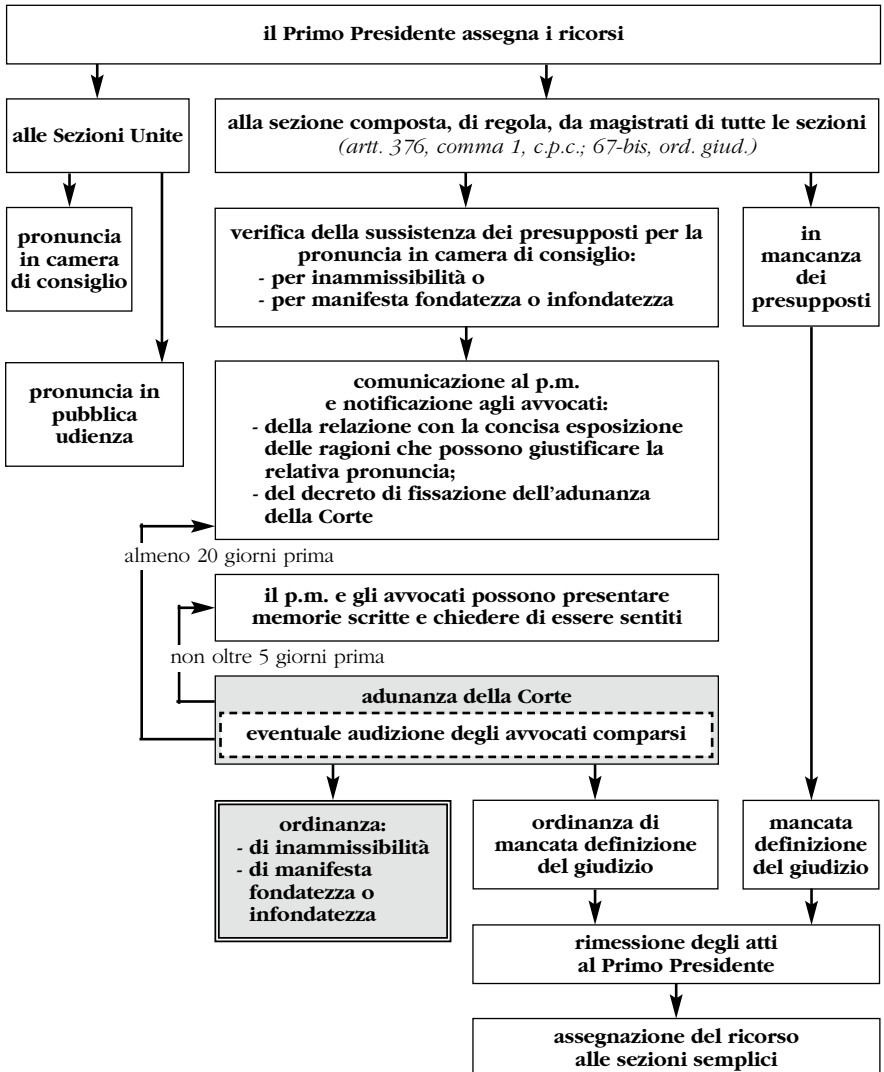 il Primo Presidente assegna i ricorsi
alle Sezioni Unite
alla sezione composta, di regola, da magistrati di tutte le sezioni
(artt. 376, comma 1, c.p.c.; 67-bis, ord. giud.)
pronuncia
in camera
di consiglio
verifica della sussistenza dei presupposti per la
pronuncia in camera di consiglio:
- per inammissibilità o
- per manifesta fondatezza o infondatezza
in
mancanza
dei
presupposti
pronuncia in
pubblica
udienza
comunicazione al p.m.
e notificazione agli avvocati:
- della relazione con la concisa esposizione
delle ragioni che possono giustificare la
relativa pronuncia;
- del decreto di fissazione dell'adunanza
della Corte
almeno 20 giorni prima
il p.m. e gli avvocati possono presentare
memorie scritte e chiedere di essere sentiti
non oltre 5 giorni prima
adunanza della Corte
eventuale audizione degli avvocati comparsi
ordinanza:
- di inammissibilità
- di manifesta
fondatezza o
infondatezza
ordinanza di
mancata definizione
del giudizio
mancata
definizione
del giudizio
rimessione degli atti
al Primo Presidente
assegnazione del ricorso
alle sezioni semplici